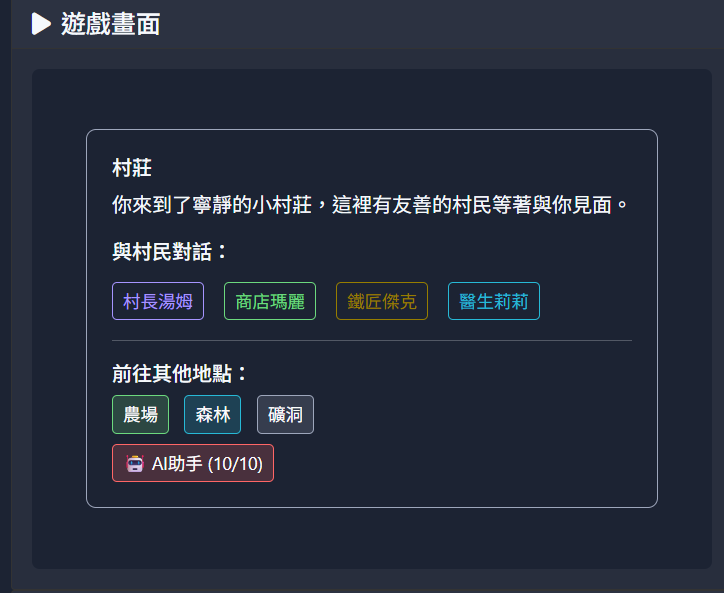 遊戲畫面
村莊
你來到了寧靜的小村莊，這裡有友善的村民等著與你見面。
與村民對話：
村長湯姆 商店瑪麗 鐵匠傑克 醫生莉莉
前往其他地點：
農場 森林 礦洞
AI助手 (10/10)